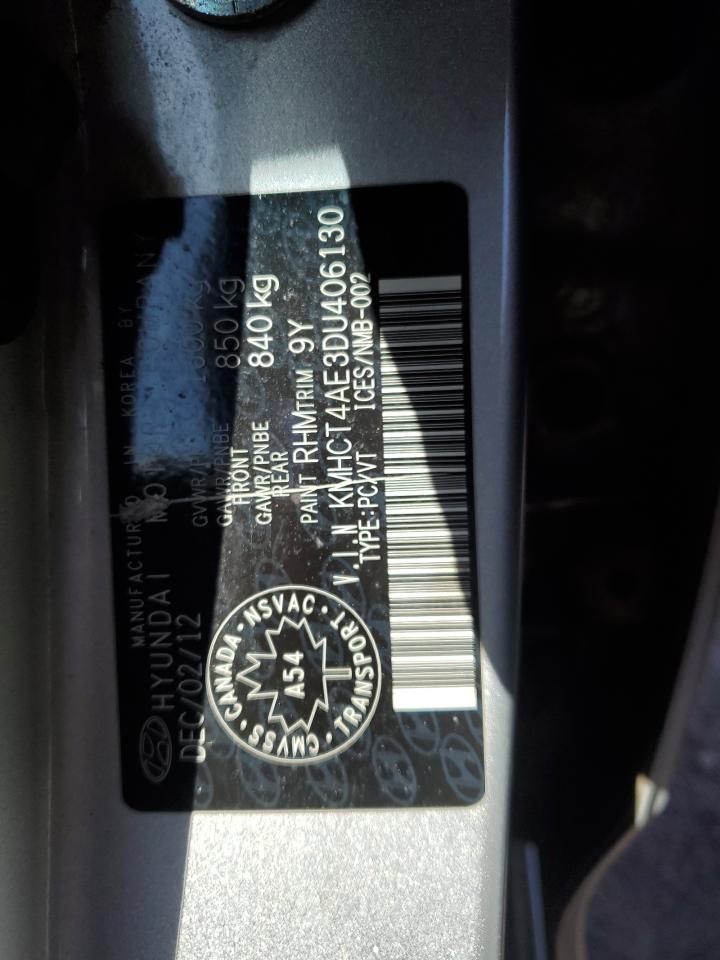 MANUFACTURED IN KOREA BY
HYUNDAI MOTOR COMPANY
DEC/02/12
GVWR/PNBV
GAWR/PNBE 850 kg
FRONT
GAWR/PNBE 840 kg
REAR
PAINT RHM TRIM 9Y
V.I.N KMHCT4AE3DU406130
TYPE:PC/VT ICES/NMB-002
CANADA · NSVAC · TRANSPORT · CMVSS ·
A54